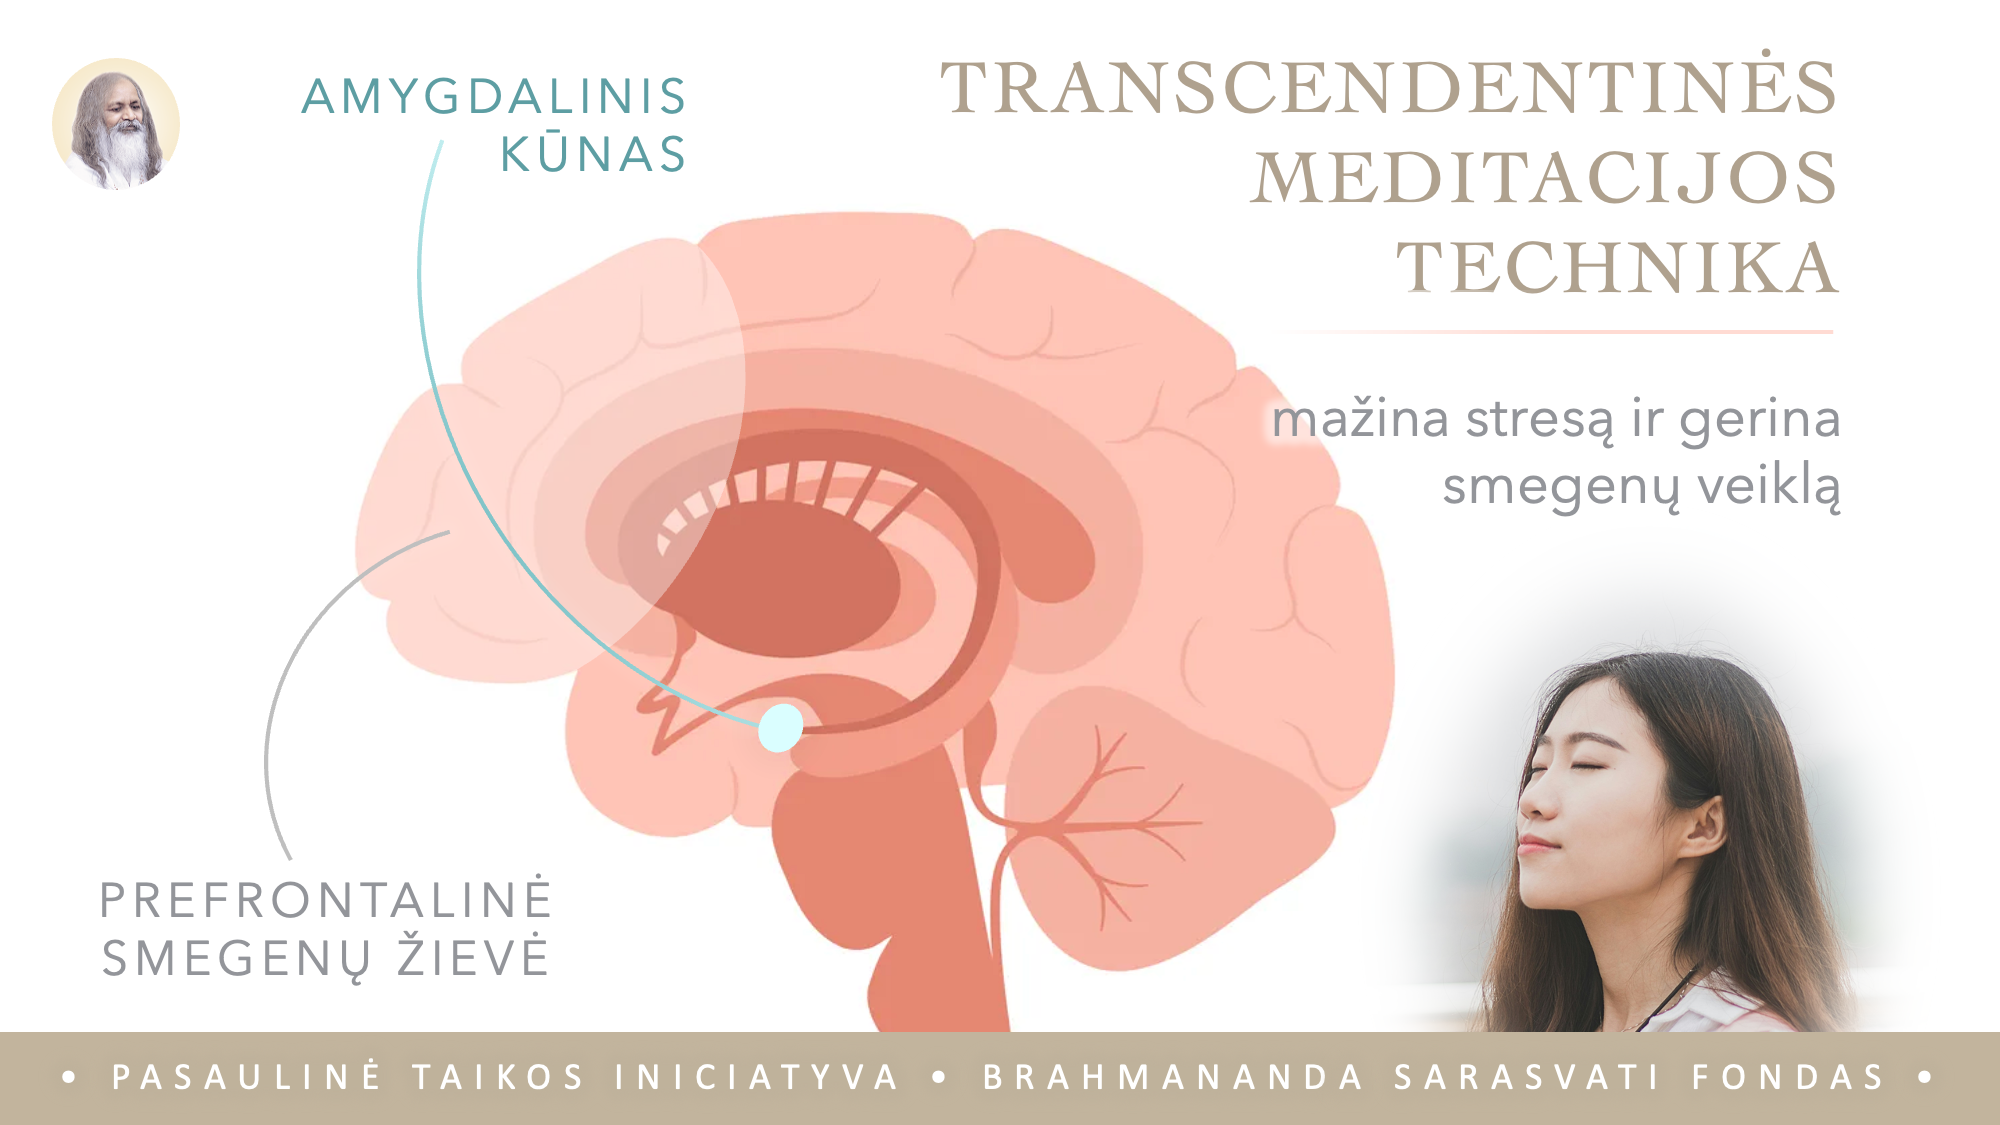 AMYGDALINIS
KŪNAS
TRANSCENDENTINĖS
MEDITACIJOS
TECHNIKA
mažina stresą ir gerina
smegenų veiklą
PREFRONTALINĖ
SMEGENŲ ŽIEVĖ
• PASAULINĖ TAIKOS INICIATYVA • BRAHMANANDA SARASVATI FONDAS •